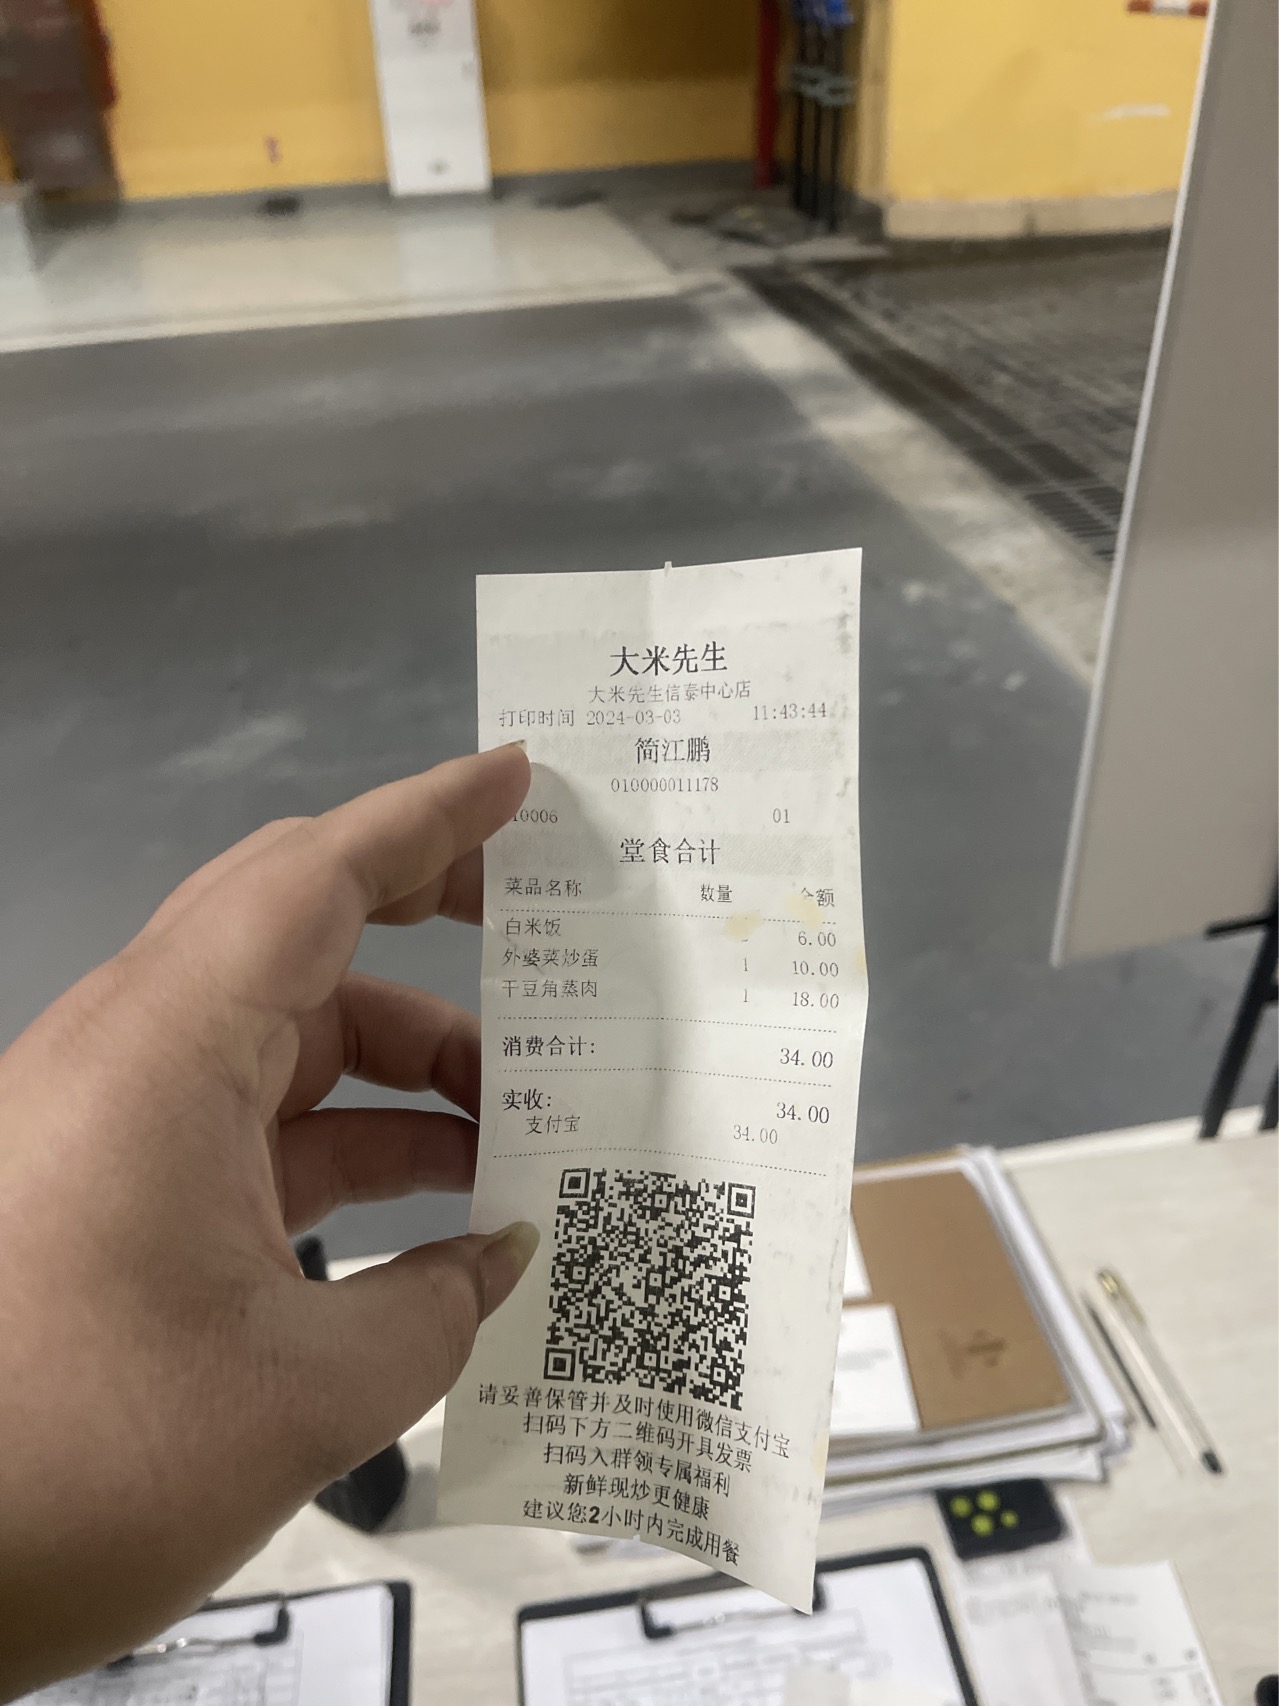 大米先生
大米先生信泰中心店
打印时间 2024-03-03 11:43:44
简江鹏
010000011178
10006 01
堂食合计
菜品名称 数量 金额
白米饭 6.00
外婆菜炒蛋 1 10.00
干豆角蒸肉 1 18.00
消费合计: 34.00
实收: 34.00
支付宝 34.00
请妥善保管并及时使用微信支付宝
扫码下方二维码开具发票
扫码入群领专属福利
新鲜现炒更健康
建议您2小时内完成用餐